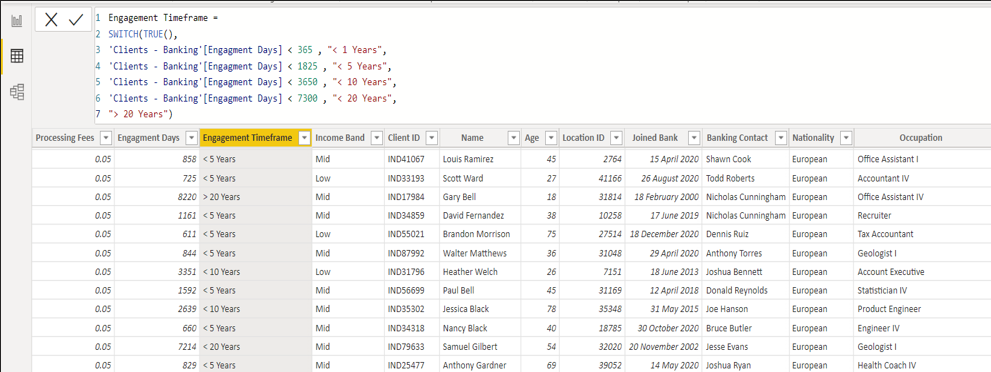 1 Engagement Timeframe =
2 SWITCH(TRUE(),
3 'Clients - Banking'[Engagment Days] < 365 , "< 1 Years",
4 'Clients - Banking'[Engagment Days] < 1825 , "< 5 Years",
5 'Clients - Banking'[Engagment Days] < 3650 , "< 10 Years",
6 'Clients - Banking'[Engagment Days] < 7300 , "< 20 Years",
7 "> 20 Years")
Processing Fees Engagment Days Engagement Timeframe Income Band Client ID Name Age Location ID Joined Bank Banking Contact Nationality Occupation
0.05 858 < 5 Years Mid IND41067 Louis Ramirez 45 2764 15 April 2020 Shawn Cook European Office Assistant I
0.05 725 < 5 Years Low IND33193 Scott Ward 27 41166 26 August 2020 Todd Roberts European Accountant IV
0.05 8220 > 20 Years Mid IND17984 Gary Bell 18 31814 18 February 2000 Nicholas Cunningham European Office Assistant IV
0.05 1161 < 5 Years Mid IND34859 David Fernandez 38 10258 17 June 2019 Nicholas Cunningham European Recruiter
0.05 611 < 5 Years Low IND55021 Brandon Morrison 75 27514 18 December 2020 Dennis Ruiz European Tax Accountant
0.05 844 < 5 Years Mid IND87992 Walter Matthews 36 31048 29 April 2020 Anthony Torres European Geologist I
0.05 3351 < 10 Years Low IND31796 Heather Welch 26 7151 18 June 2013 Joshua Bennett European Account Executive
0.05 1592 < 5 Years Mid IND56699 Paul Bell 45 31169 12 April 2018 Donald Reynolds European Statistician IV
0.05 2639 < 10 Years Mid IND35302 Jessica Black 78 35348 31 May 2015 Joe Hanson European Product Engineer
0.05 660 < 5 Years Mid IND34318 Nancy Black 40 18785 30 October 2020 Bruce Butler European Engineer IV
0.05 7214 < 20 Years Mid IND79633 Samuel Gilbert 54 32020 20 November 2002 Jesse Evans European Geologist I
0.05 829 < 5 Years Mid IND25477 Anthony Gardner 69 39052 14 May 2020 Joshua Ryan European Health Coach IV